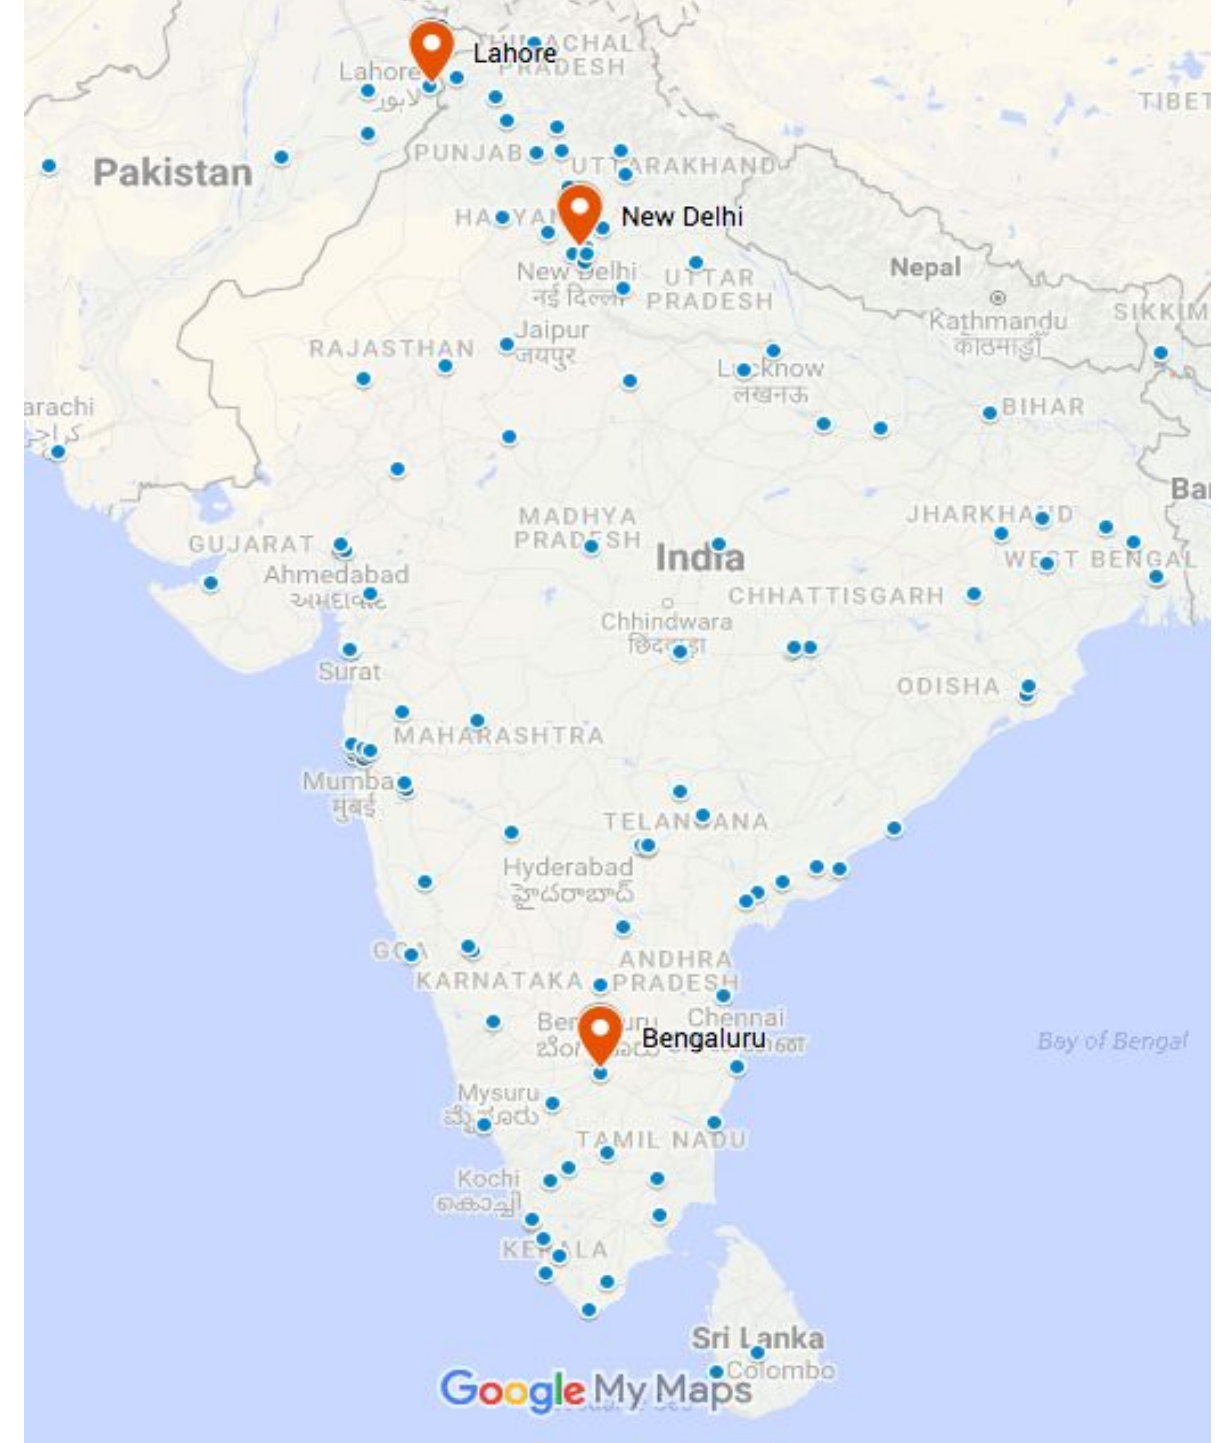 HIMACHAL
PRADESH
Lahore
Lahore
لاہور
TIBET
PUNJAB
Pakistan
UTTARAKHAND
HARYANA
New Delhi
New Delhi
नई दिल्ली
UTTAR
PRADESH
Nepal
Kathmandu
काठमाडौँ
SIKKIM
Jaipur
जयपुर
RAJASTHAN
Lucknow
लखनऊ
arachi
BIHAR
MADHYA
PRADESH
Ba
JHARKHAND
GUJARAT
India
WEST BENGAL
Ahmedabad
CHHATTISGARH
Chhindwara
छिंदवाड़ा
Surat
ODISHA
MAHARASHTRA
Mumbai
मुंबई
TELANGANA
Hyderabad
హైదరాబాద్
GOA
ANDHRA
PRADESH
KARNATAKA
Chennai
Bengaluru
Bay of Bengal
Mysuru
ಮೈಸೂರು
TAMIL NADU
Kochi
കൊച്ചി
KERALA
Sri Lanka
Colombo
Google My Maps